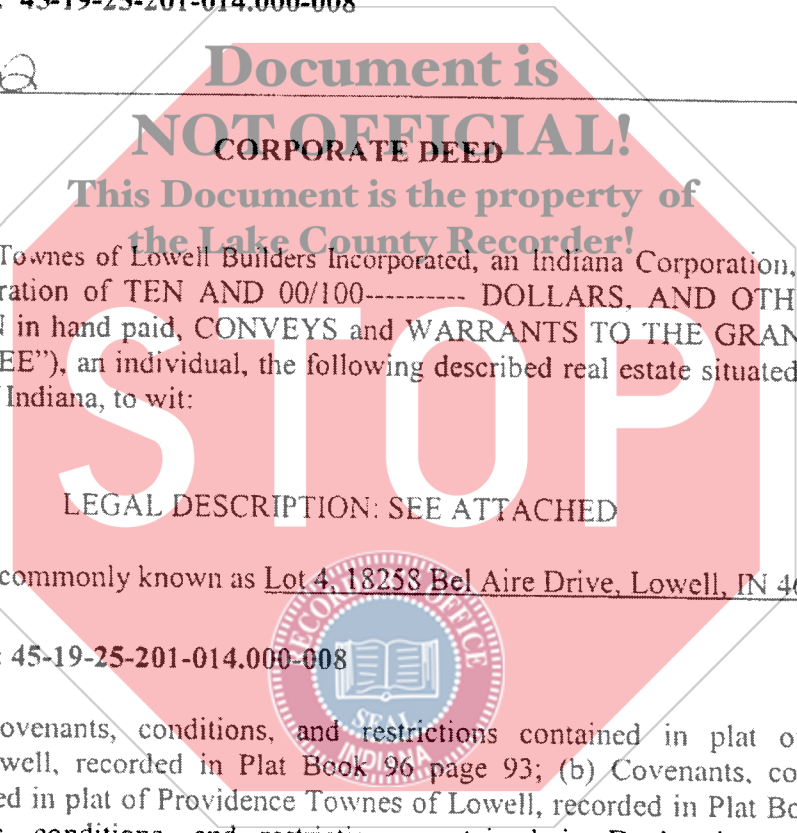 45-19-25-201-014.000-008
Document is
NOT OFFICIAL!
CORPORATE DEED
This Document is the property of
the Lake County Recorder!
Townes of Lowell Builders Incorporated, an Indiana Corporation,
ration of TEN AND 00/100---------- DOLLARS, AND OTH
in hand paid, CONVEYS and WARRANTS TO THE GRAN
EE”), an individual, the following described real estate situated
Indiana, to wit:
STOP
LEGAL DESCRIPTION: SEE ATTACHED
commonly known as Lot 4, 18258 Bel Aire Drive, Lowell, IN 46
: 45-19-25-201-014.000-008
RECORDER'S OFFICE
SEAL
INDIANA
ovenants, conditions, and restrictions contained in plat o
well, recorded in Plat Book 96 page 93; (b) Covenants, co
ed in plat of Providence Townes of Lowell, recorded in Plat Bo
conditions and restrictions